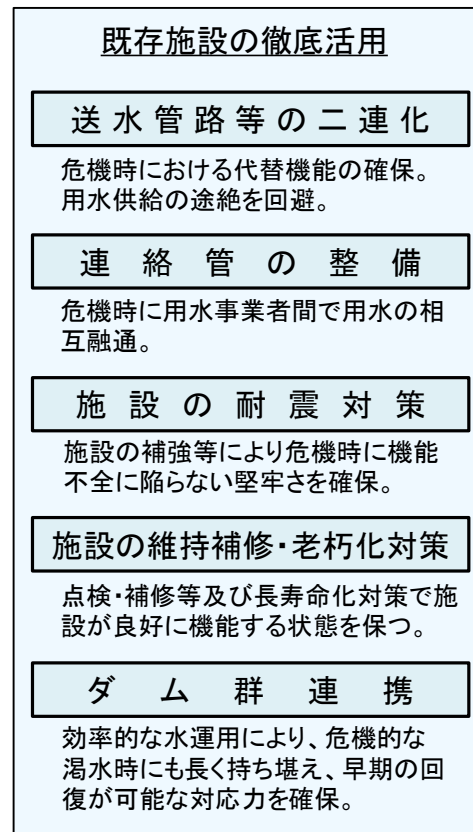 既存施設の徹底活用
送水管路等の二連化
危機時における代替機能の確保。
用水供給の途絶を回避。
連絡管の整備
危機時に用水事業者間で用水の相
互融通。
施設の耐震対策
施設の補強等により危機時に機能
不全に陥らない堅牢さを確保。
施設の維持補修・老朽化対策
点検・補修等及び長寿命化対策で施
設が良好に機能する状態を保つ。
ダム群連携
効率的な水運用により、危機的な
渇水時にも長く持ち堪え、早期の回
復が可能な対応力を確保。